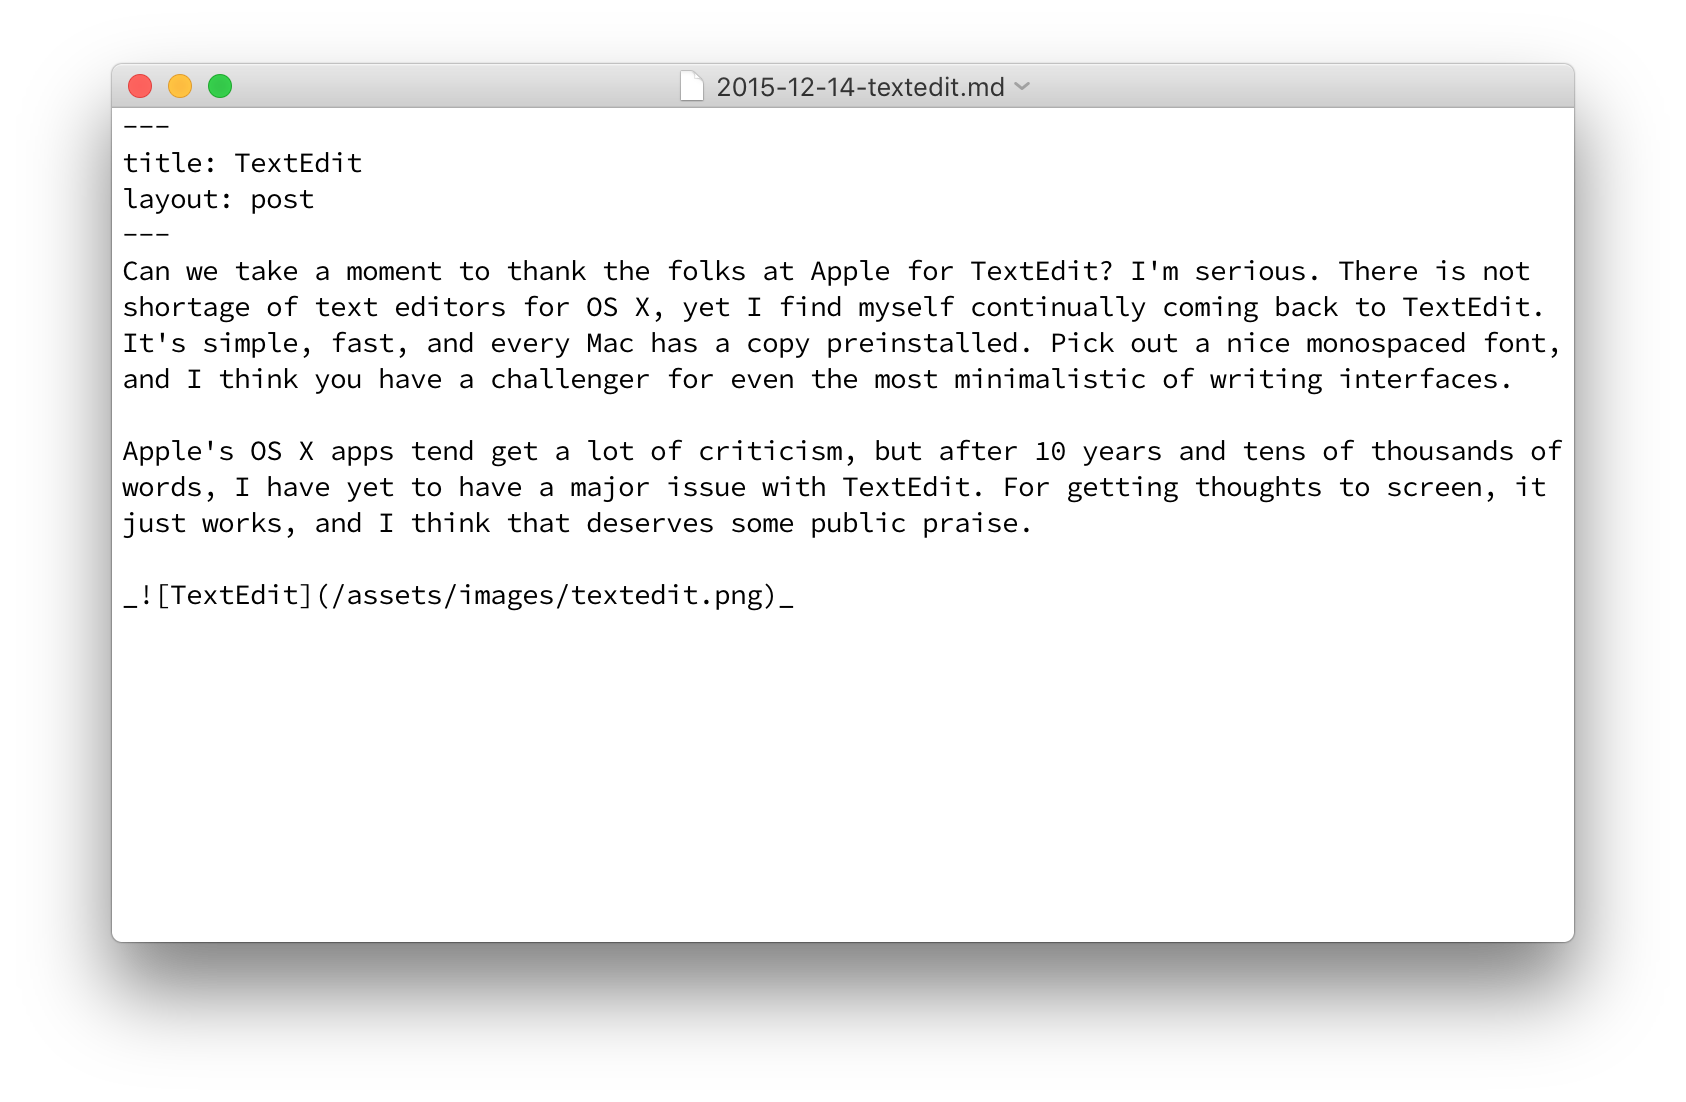 2015-12-14-textedit.md
---
title: TextEdit
layout: post
---
Can we take a moment to thank the folks at Apple for TextEdit? I'm serious. There is not
shortage of text editors for OS X, yet I find myself continually coming back to TextEdit.
It's simple, fast, and every Mac has a copy preinstalled. Pick out a nice monospaced font,
and I think you have a challenger for even the most minimalistic of writing interfaces.

Apple's OS X apps tend get a lot of criticism, but after 10 years and tens of thousands of
words, I have yet to have a major issue with TextEdit. For getting thoughts to screen, it
just works, and I think that deserves some public praise.

_![TextEdit](/assets/images/textedit.png)_